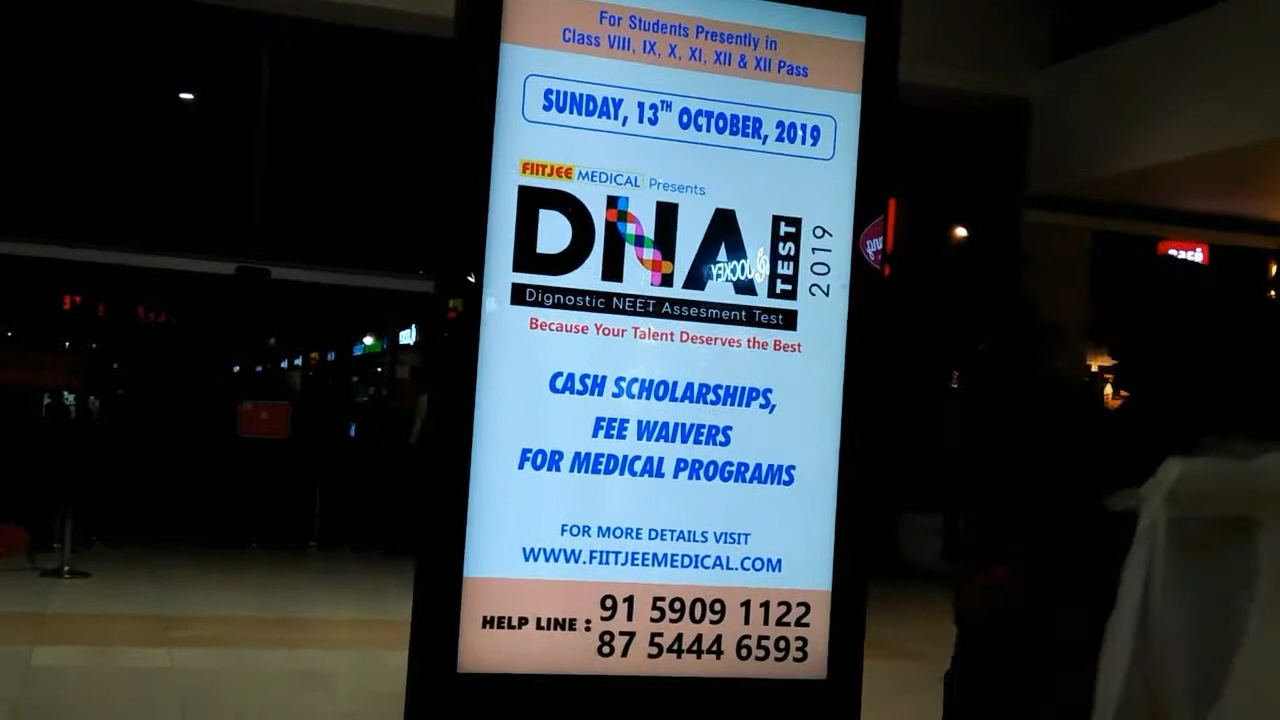 For Students Presently in
Class VIII, IX, X, XI, XII & XII Pass
SUNDAY, 13TH OCTOBER, 2019
FIITJEE MEDICAL Presents
DNA TEST 2019
JOCKEY
Dignostic NEET Assesment Test
Because Your Talent Deserves the Best
CASH SCHOLARSHIPS,
FEE WAIVERS
FOR MEDICAL PROGRAMS
FOR MORE DETAILS VISIT
WWW.FIITJEEMEDICAL.COM
HELP LINE : 91 5909 1122
87 5444 6593